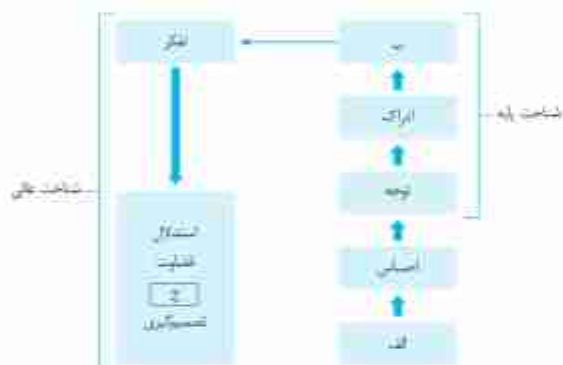 ب
ادراک
توجه
احساس
الف
شناخت پایه
تفکر
استدلال
قضاوت
ج
تصمیم‌گیری
شناخت عالی